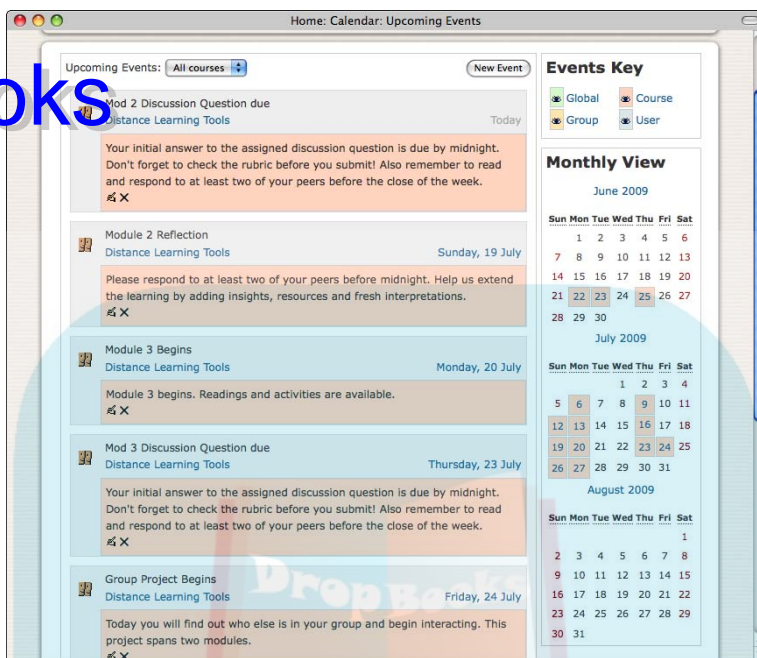 Home: Calendar: Upcoming Events
oks
Upcoming Events: All courses New Event
Mod 2 Discussion Question due
Distance Learning Tools Today
Your initial answer to the assigned discussion question is due by midnight.
Don't forget to check the rubric before you submit! Also remember to read
and respond to at least two of your peers before the close of the week.
Module 2 Reflection
Distance Learning Tools Sunday, 19 July
Please respond to at least two of your peers before midnight. Help us extend
the learning by adding insights, resources and fresh interpretations.
Module 3 Begins
Distance Learning Tools Monday, 20 July
Module 3 begins. Readings and activities are available.
Mod 3 Discussion Question due
Distance Learning Tools Thursday, 23 July
Your initial answer to the assigned discussion question is due by midnight.
Don't forget to check the rubric before you submit! Also remember to read
and respond to at least two of your peers before the close of the week.
Group Project Begins
Distance Learning Tools Friday, 24 July
Today you will find out who else is in your group and begin interacting. This
project spans two modules.
DropBooks
Events Key
Global Course
Group User
Monthly View
June 2009
Sun Mon Tue Wed Thu Fri Sat
1 2 3 4 5 6
7 8 9 10 11 12 13
14 15 16 17 18 19 20
21 22 23 24 25 26 27
28 29 30
July 2009
Sun Mon Tue Wed Thu Fri Sat
1 2 3 4
5 6 7 8 9 10 11
12 13 14 15 16 17 18
19 20 21 22 23 24 25
26 27 28 29 30 31
August 2009
Sun Mon Tue Wed Thu Fri Sat
1
2 3 4 5 6 7 8
9 10 11 12 13 14 15
16 17 18 19 20 21 22
23 24 25 26 27 28 29
30 31